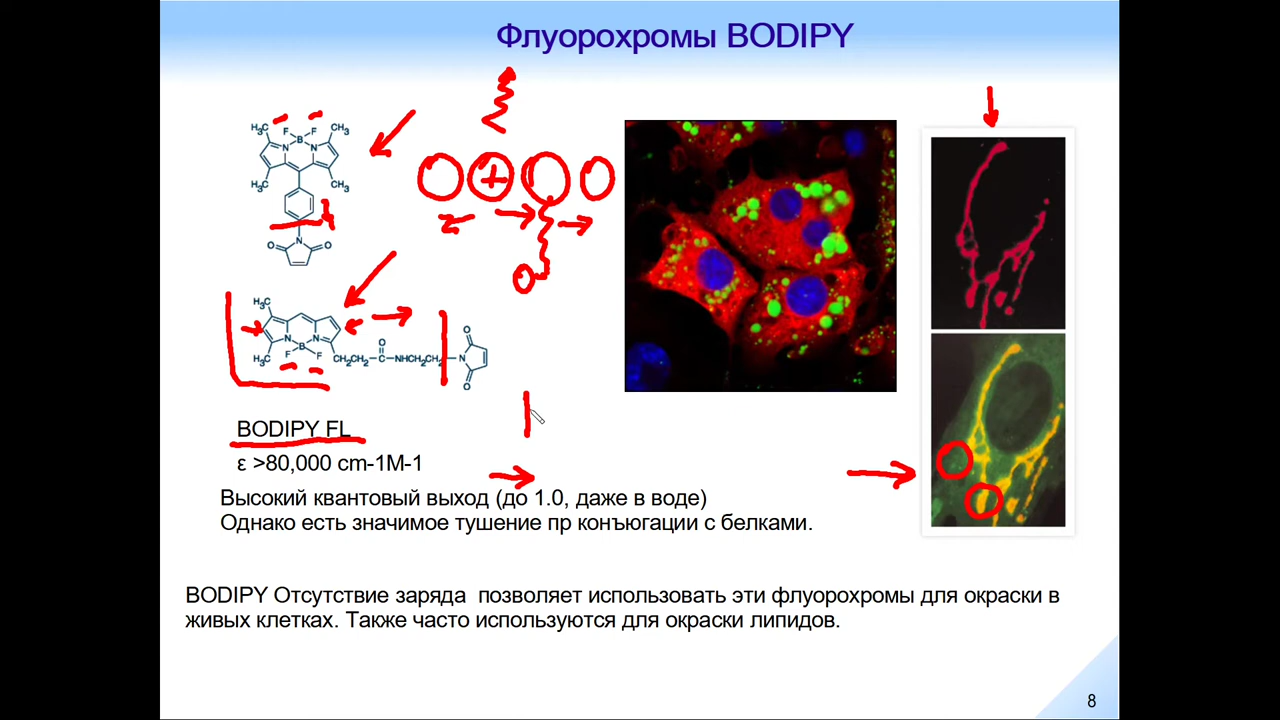 Флуорохромы BODIPY
H₃C F F CH₃
B
N N
H₃C CH₃
N
O O
H₃C
N N
B
H₃C F F
O
CH₂CH₂ C NHCH₂CH₂ N
O
O
BODIPY FL
ε >80,000 cm-1M-1
Высокий квантовый выход (до 1.0, даже в воде)
Однако есть значимое тушение пр конъюгации с белками.
BODIPY Отсутствие заряда позволяет использовать эти флуорохромы для окраски в
живых клетках. Также часто используются для окраски липидов.
8